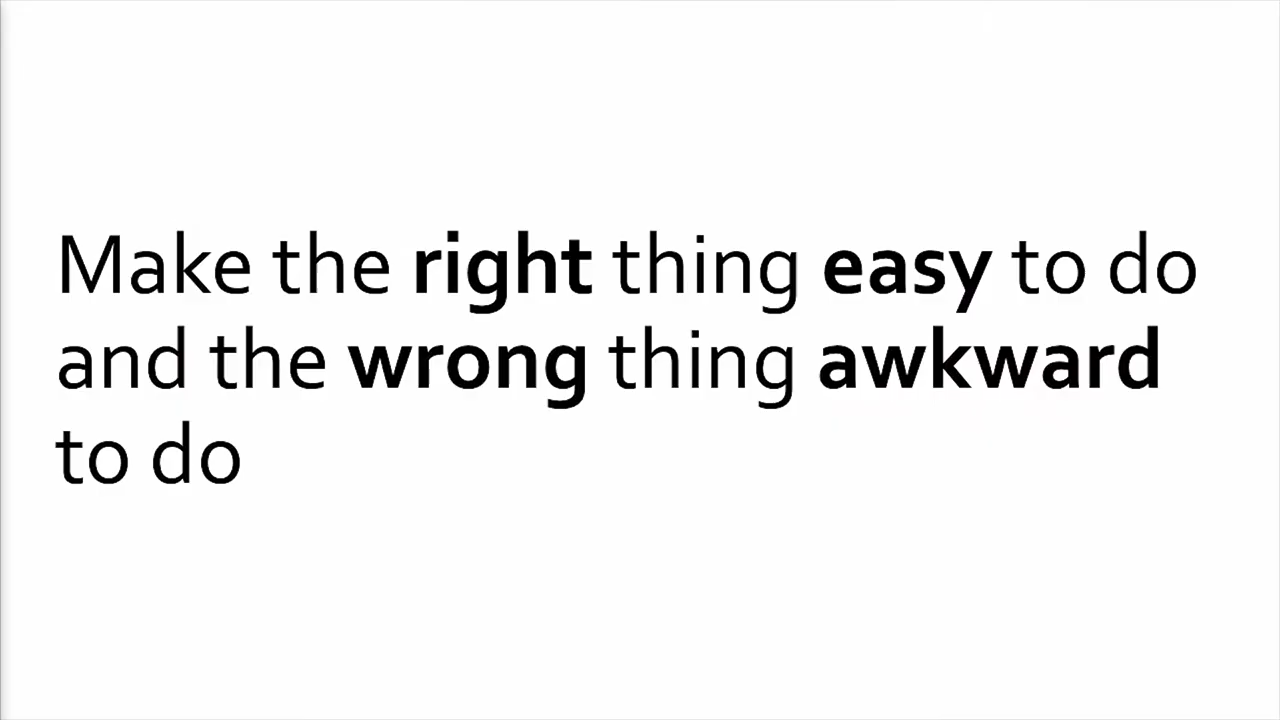 Make the right thing easy to do
and the wrong thing awkward
to do